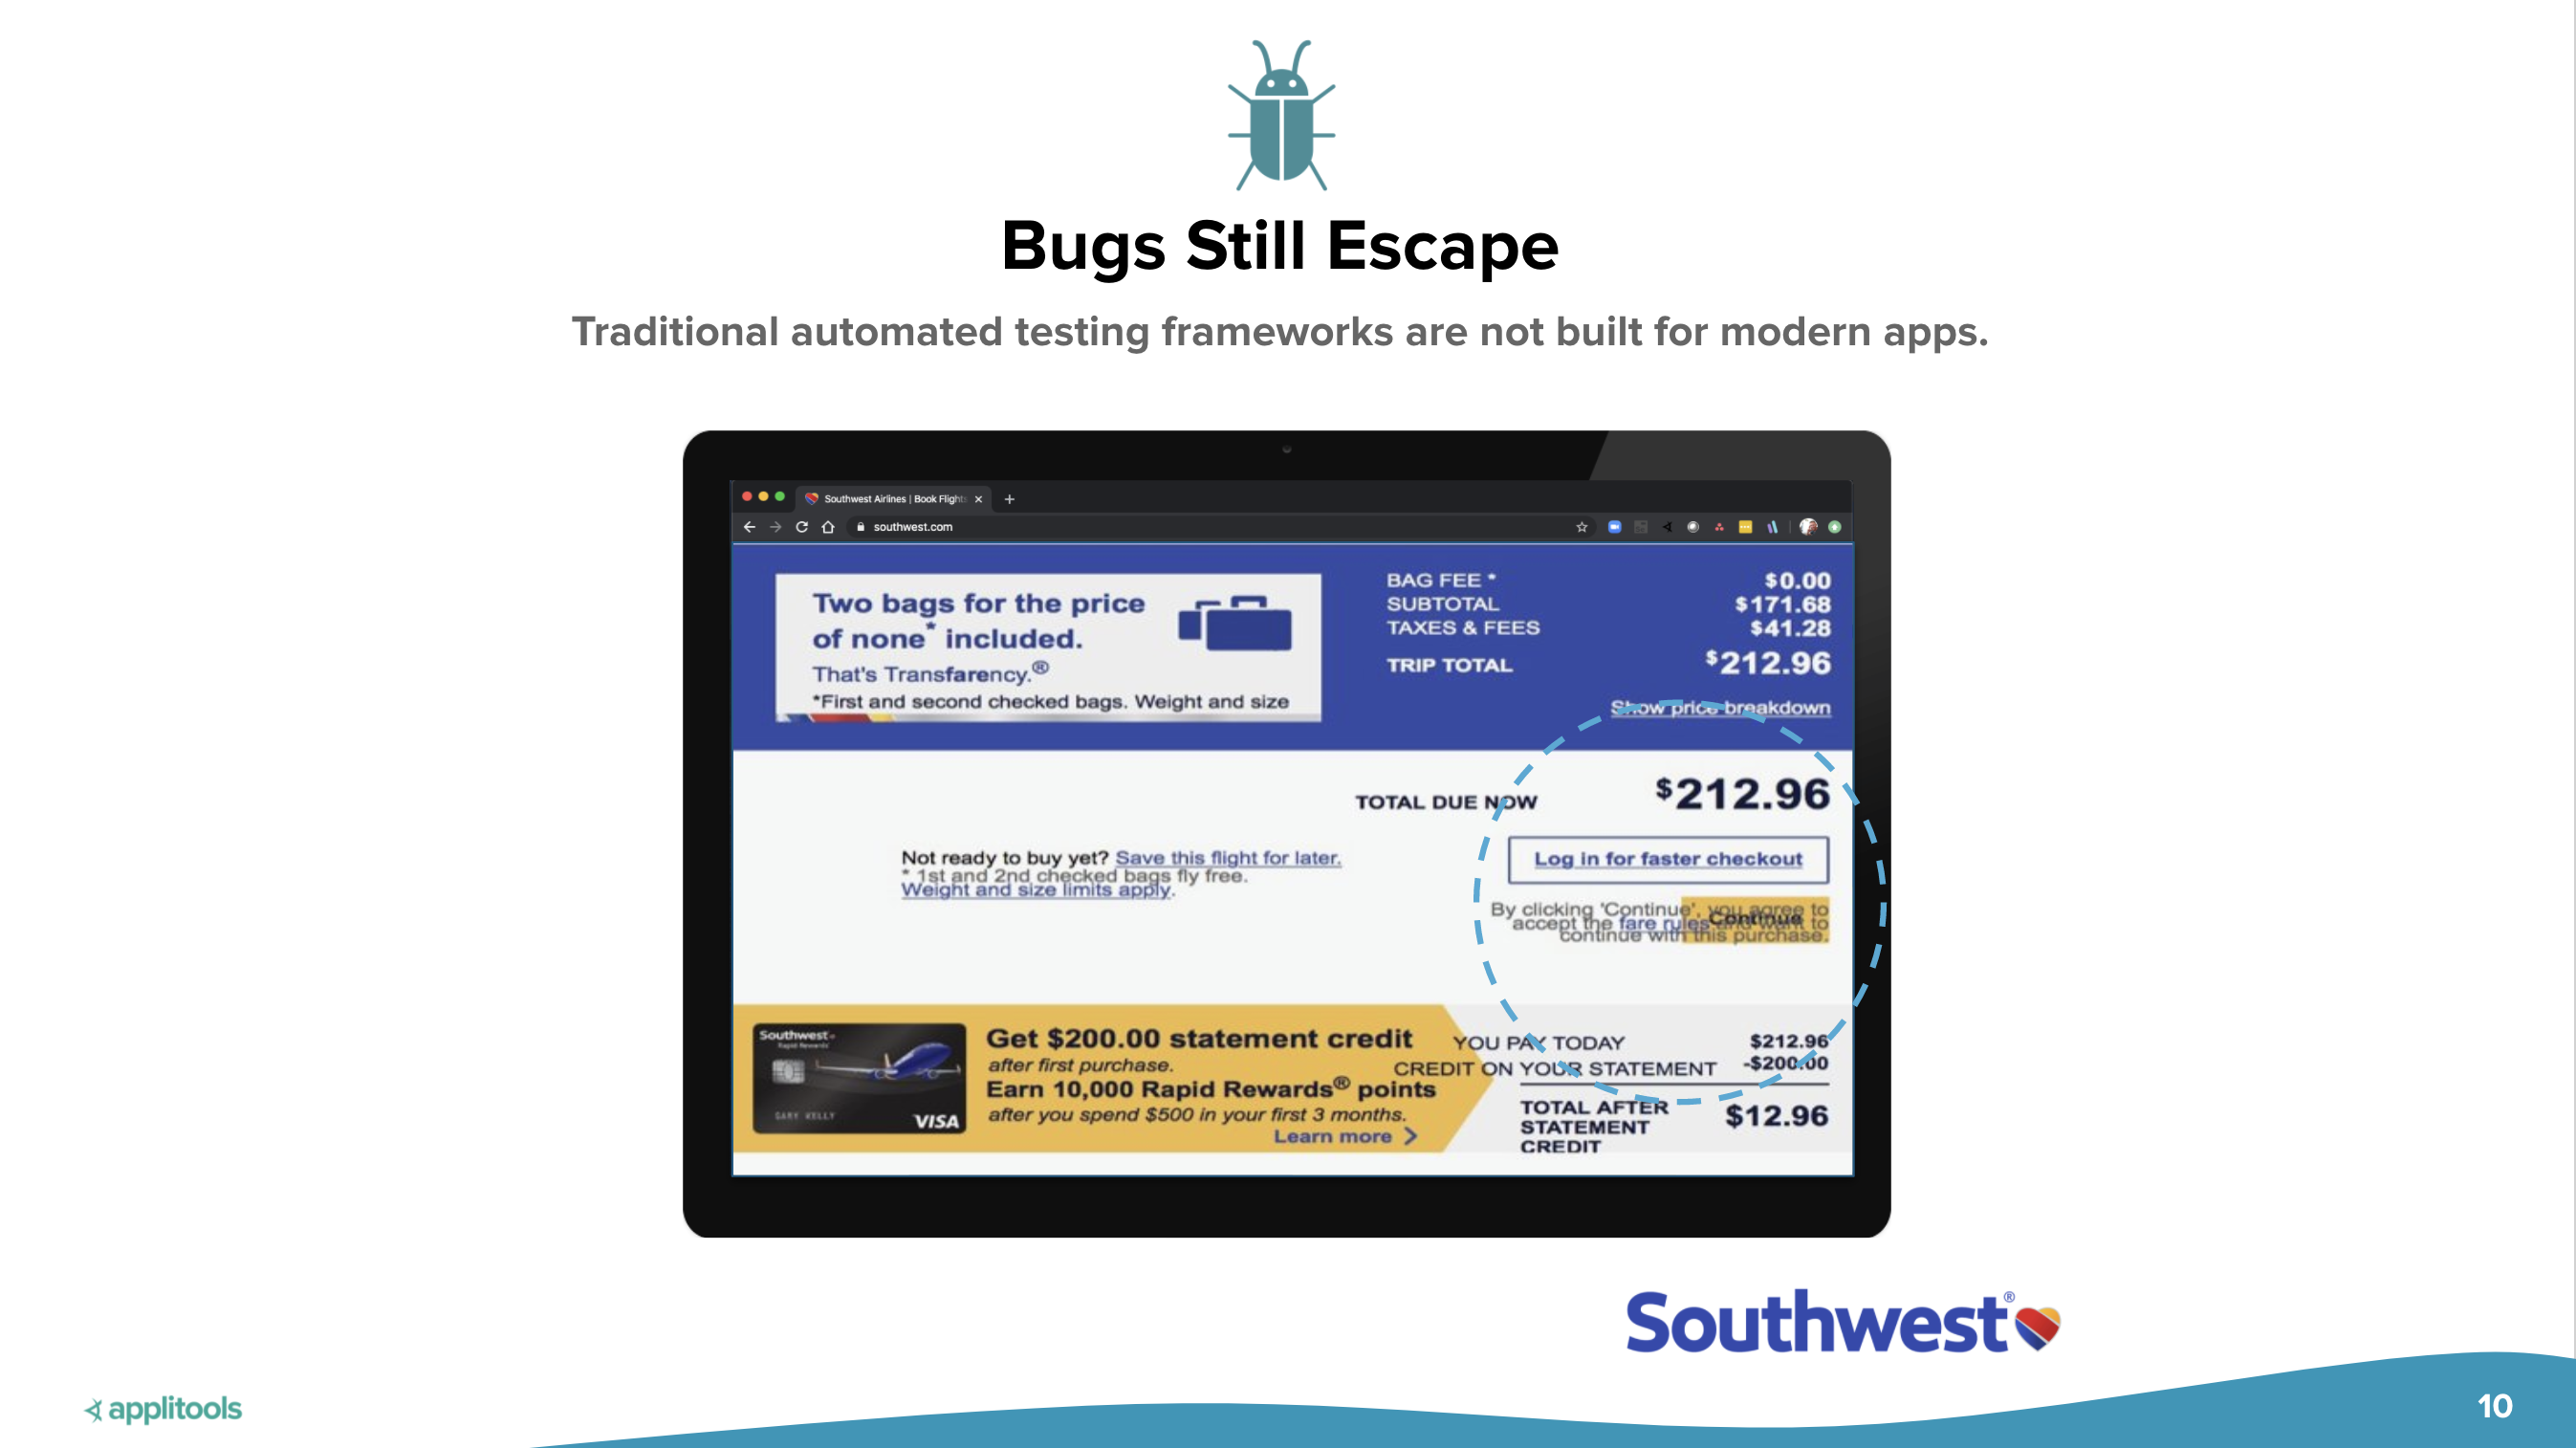 Bugs Still Escape
Traditional automated testing frameworks are not built for modern apps.
Southwest Airlines | Book Flight
southwest.com
Two bags for the price
of none* included.
That's Transfarency.®
*First and second checked bags. Weight and size
BAG FEE * $0.00
SUBTOTAL $171.68
TAXES & FEES $41.28
TRIP TOTAL $212.96
Show price breakdown
TOTAL DUE NOW $212.96
Not ready to buy yet? Save this flight for later.
* 1st and 2nd checked bags fly free.
Weight and size limits apply.
Log in for faster checkout
Continue
By clicking 'Continue', you agree to
accept the fare rules and want to
continue with this purchase.
Southwest
Rapid Rewards
GARY KELLY
VISA
Get $200.00 statement credit
after first purchase.
Earn 10,000 Rapid Rewards® points
after you spend $500 in your first 3 months.
Learn more
YOU PAY TODAY $212.96
CREDIT ON YOUR STATEMENT -$200.00
TOTAL AFTER
STATEMENT
CREDIT
$12.96
Southwest®
applitools
10